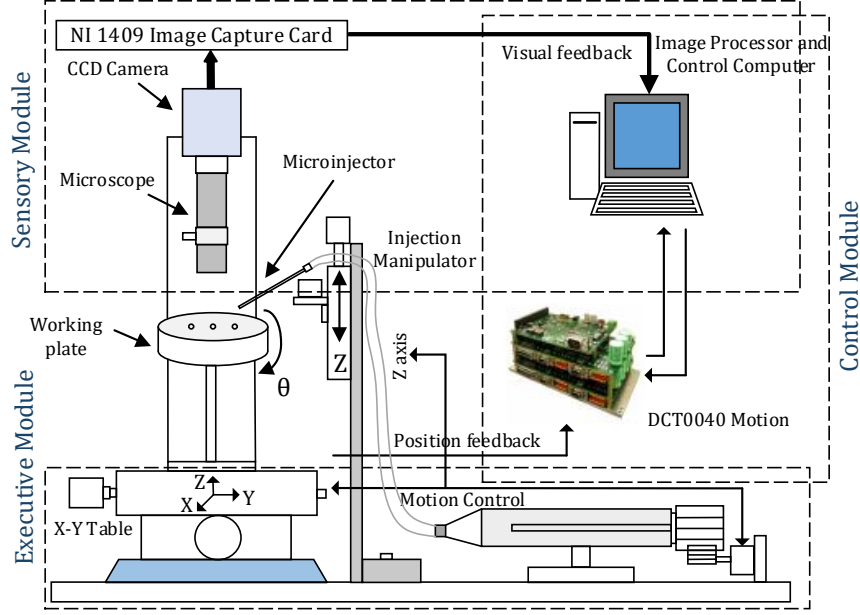 NI 1409 Image Capture Card
CCD Camera
Visual feedback
Image Processor and
Control Computer
Sensory Module
Microinjector
Microscope
Injection
Manipulator
Control Module
Working
plate
Z
θ
Z axis
DCT0040 Motion
Executive Module
Position feedback
Z
X
Y
Motion Control
X-Y Table